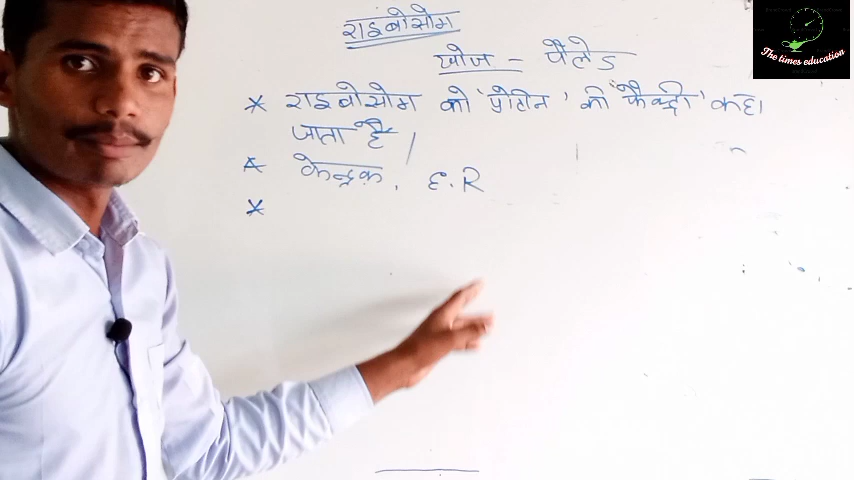 राइबोसोम
खोज - पैलेड
The times education
* राइबोसोम को 'प्रोटीन' की "फैक्ट्री" कहा
जाता है।
* केन्द्रक, E.R
*